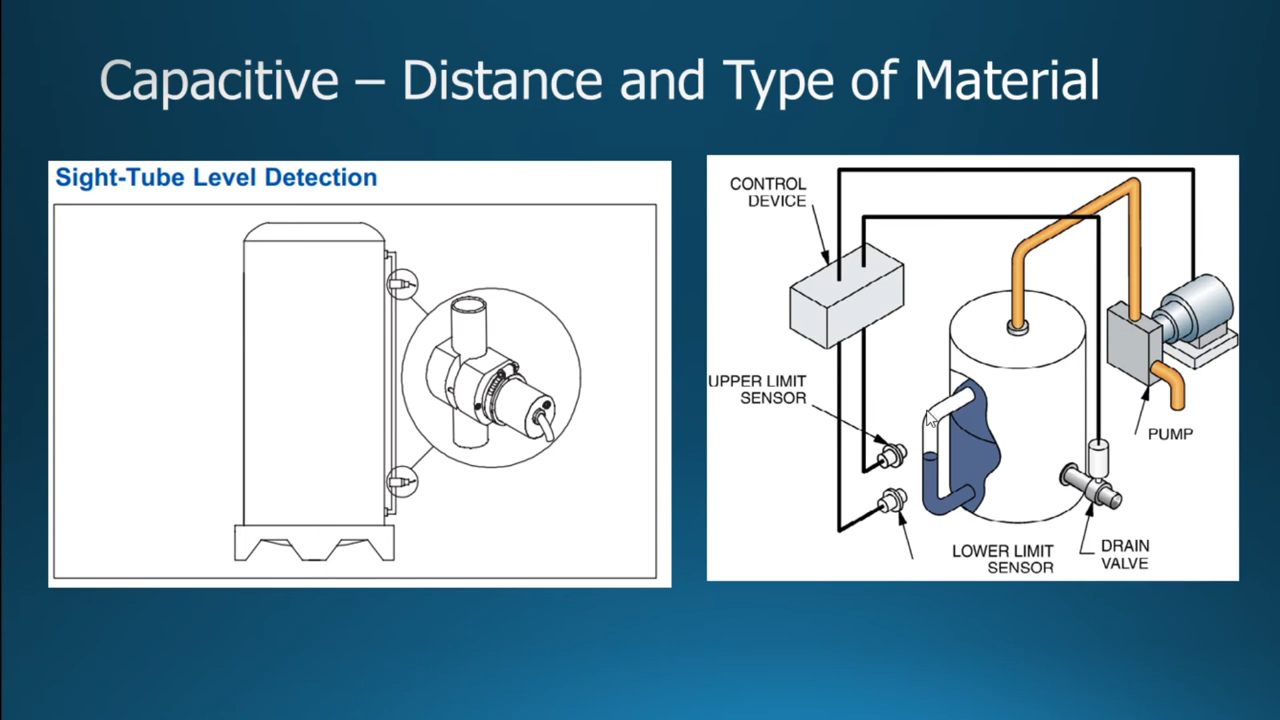 Capacitive – Distance and Type of Material
Sight-Tube Level Detection
CONTROL
DEVICE
UPPER LIMIT
SENSOR
PUMP
LOWER LIMIT
SENSOR
DRAIN
VALVE